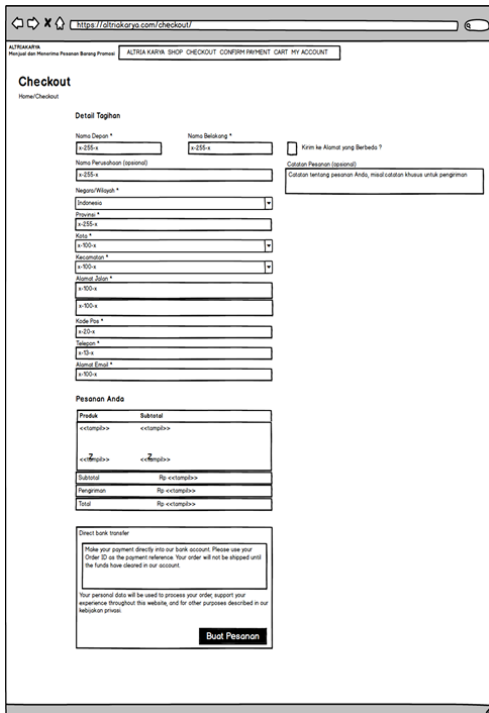 https://altriakarya.com/checkout/
ALTRIAKARYA
Menjual dan Menerima Pesanan Barang Promosi
ALTRIA KARYA SHOP CHECKOUT CONFIRM PAYMENT CART MY ACCOUNT
Checkout
Home/Checkout
Detail Tagihan
Nama Depan *
Nama Belakang *
x-255-x
x-255-x
Kirim ke Alamat yang Berbeda ?
Nama Perusahaan (opsional)
x-255-x
Catatan Pesanan (opsional)
Catatan tentang pesanan Anda, misal:catatan khusus untuk pengiriman
Negara/Wilayah *
Indonesia
Provinsi *
x-255-x
Kota *
x-100-x
Kecamatan *
x-100-x
Alamat Jalan *
x-100-x
x-100-x
Kode Pos *
x-20-x
Telepon *
x-13-x
Alamat Email *
x-100-x
Pesanan Anda
Produk Subtotal
<<tampil>> <<tampil>>
<<tampil>> <<tampil>>
Subtotal Rp <<tampil>>
Pengiriman Rp <<tampil>>
Total Rp <<tampil>>
Direct bank transfer
Make your payment directly into our bank account. Please use your
Order ID as the payment reference. Your order will not be shipped until
the funds have cleared in our account.
Your personal data will be used to process your order, support your
experience throughout this website, and for other purposes described in our
kebijakan privasi.
Buat Pesanan